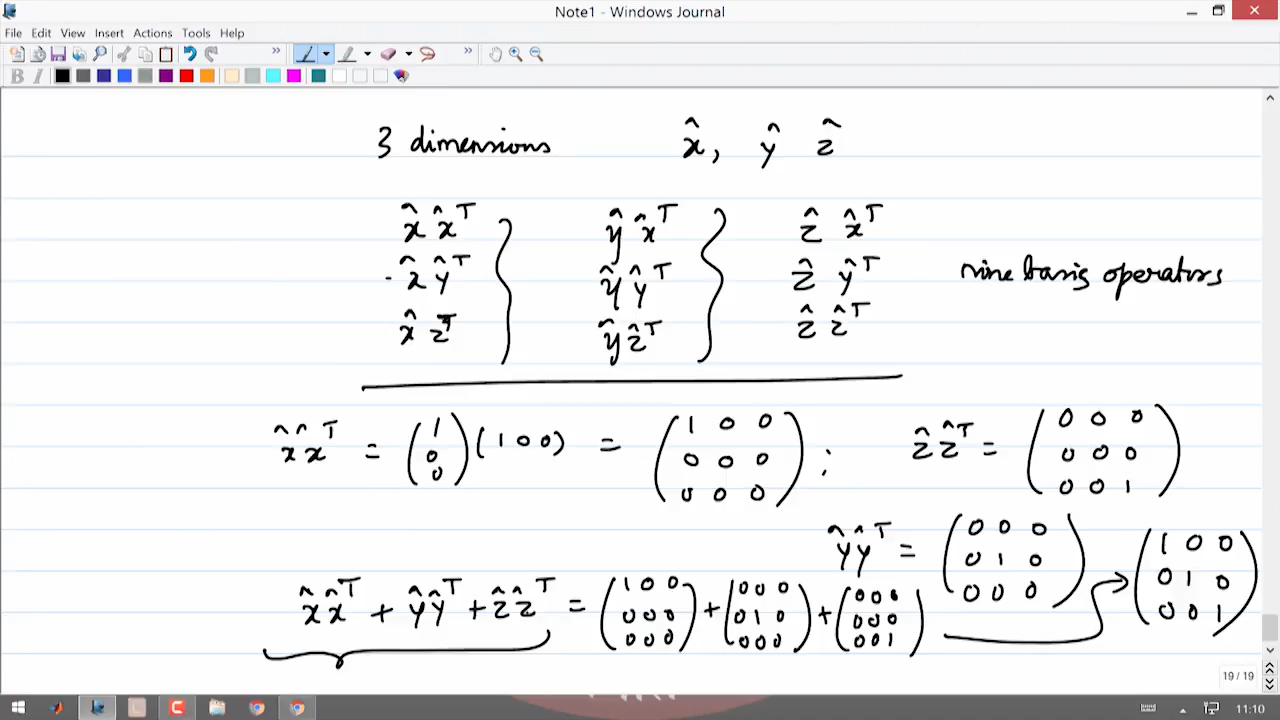 Note1 - Windows Journal
File Edit View Insert Actions Tools Help
3 dimensions x̂, ŷ ẑ
x̂ x̂ᵀ ŷ x̂ᵀ ẑ x̂ᵀ
x̂ ŷᵀ ŷ ŷᵀ ẑ ŷᵀ nine basis operators
x̂ ẑᵀ ŷ ẑᵀ ẑ ẑᵀ
x̂x̂ᵀ = (1 0 0) (1 0 0) = (1 0 0 0 0 0 0 0 0) ; ẑẑᵀ = (0 0 0 0 0 0 0 0 1)
ŷŷᵀ = (0 0 0 0 1 0 0 0 0)
x̂x̂ᵀ + ŷŷᵀ + ẑẑᵀ = (1 0 0 0 0 0 0 0 0) + (0 0 0 0 1 0 0 0 0) + (0 0 0 0 0 0 0 0 1) → (1 0 0 0 1 0 0 0 1)
19 / 19
11:10